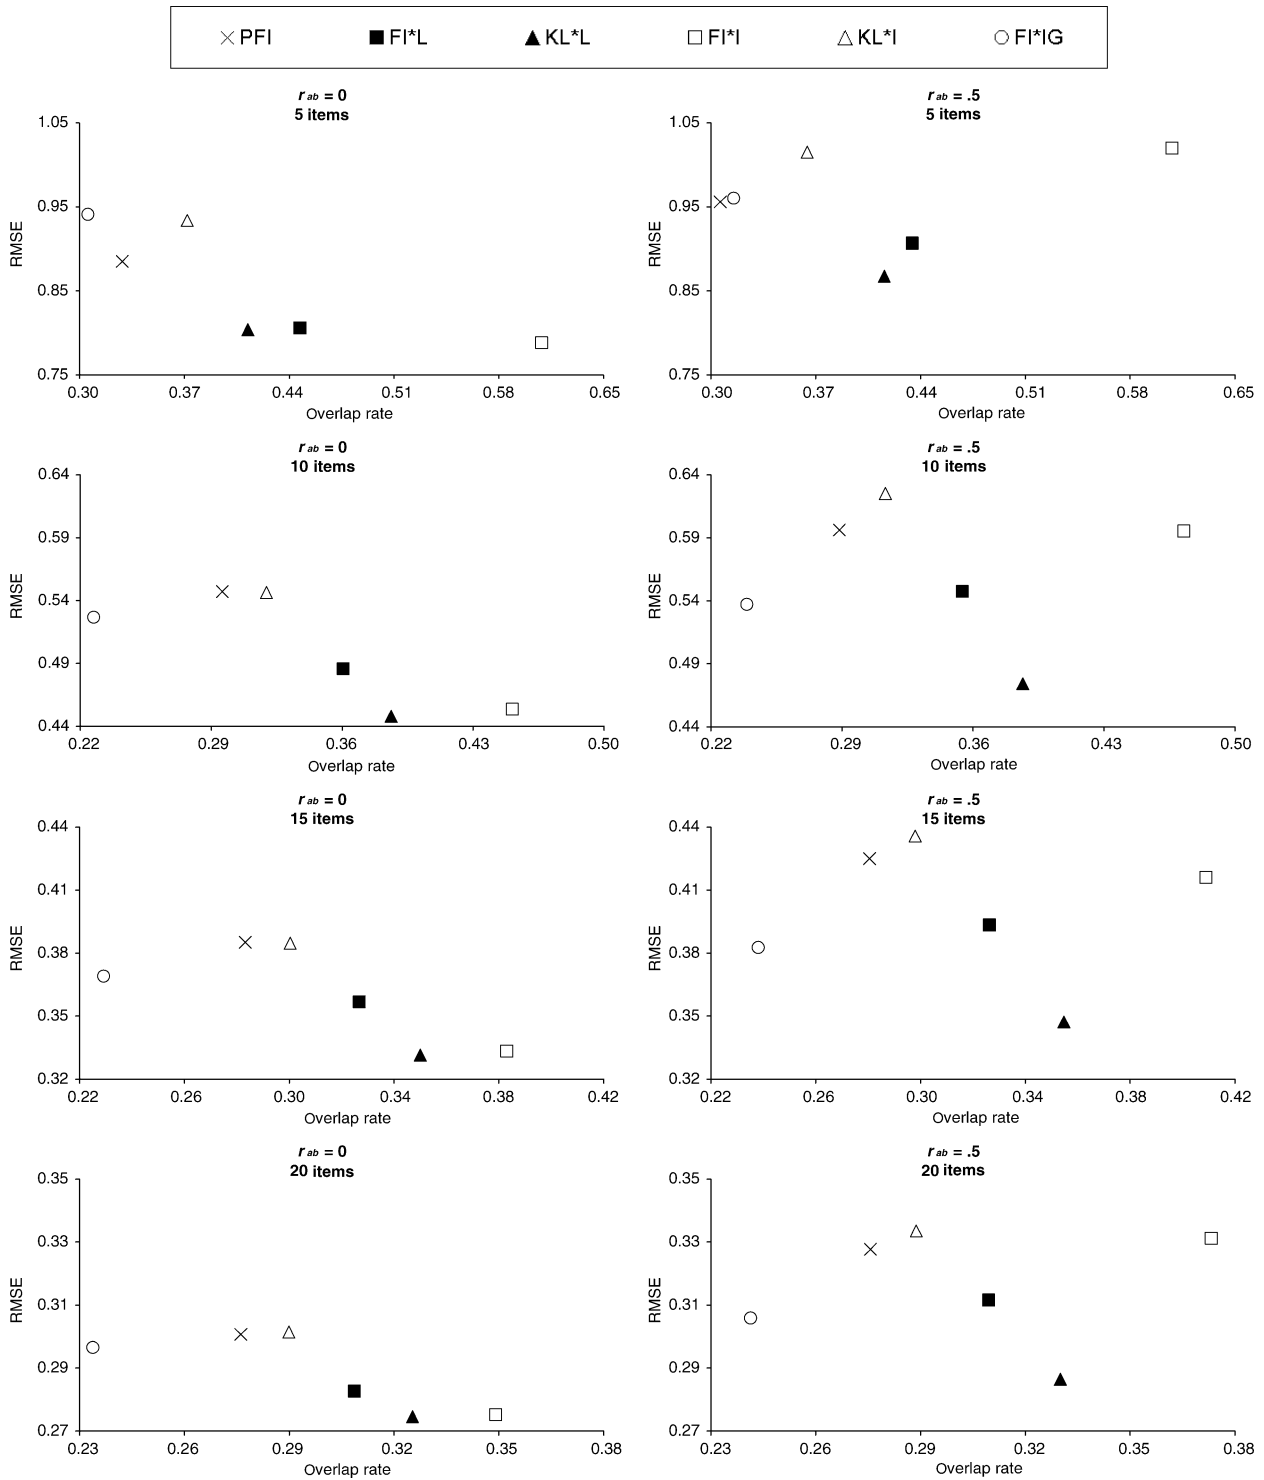 PFI FI*L KL*L FI*I KL*I FI*IG
r ab = 0
5 items
1.05
0.95
0.85
0.75
RMSE
0.30 0.37 0.44 0.51 0.58 0.65
Overlap rate
r ab = .5
5 items
1.05
0.95
0.85
0.75
RMSE
0.30 0.37 0.44 0.51 0.58 0.65
Overlap rate
r ab = 0
10 items
0.64
0.59
0.54
0.49
0.44
RMSE
0.22 0.29 0.36 0.43 0.50
Overlap rate
r ab = .5
10 items
0.64
0.59
0.54
0.49
0.44
RMSE
0.22 0.29 0.36 0.43 0.50
Overlap rate
r ab = 0
15 items
0.44
0.41
0.38
0.35
0.32
RMSE
0.22 0.26 0.30 0.34 0.38 0.42
Overlap rate
r ab = .5
15 items
0.44
0.41
0.38
0.35
0.32
RMSE
0.22 0.26 0.30 0.34 0.38 0.42
Overlap rate
r ab = 0
20 items
0.35
0.33
0.31
0.29
0.27
RMSE
0.23 0.26 0.29 0.32 0.35 0.38
Overlap rate
r ab = .5
20 items
0.35
0.33
0.31
0.29
0.27
RMSE
0.23 0.26 0.29 0.32 0.35 0.38
Overlap rate